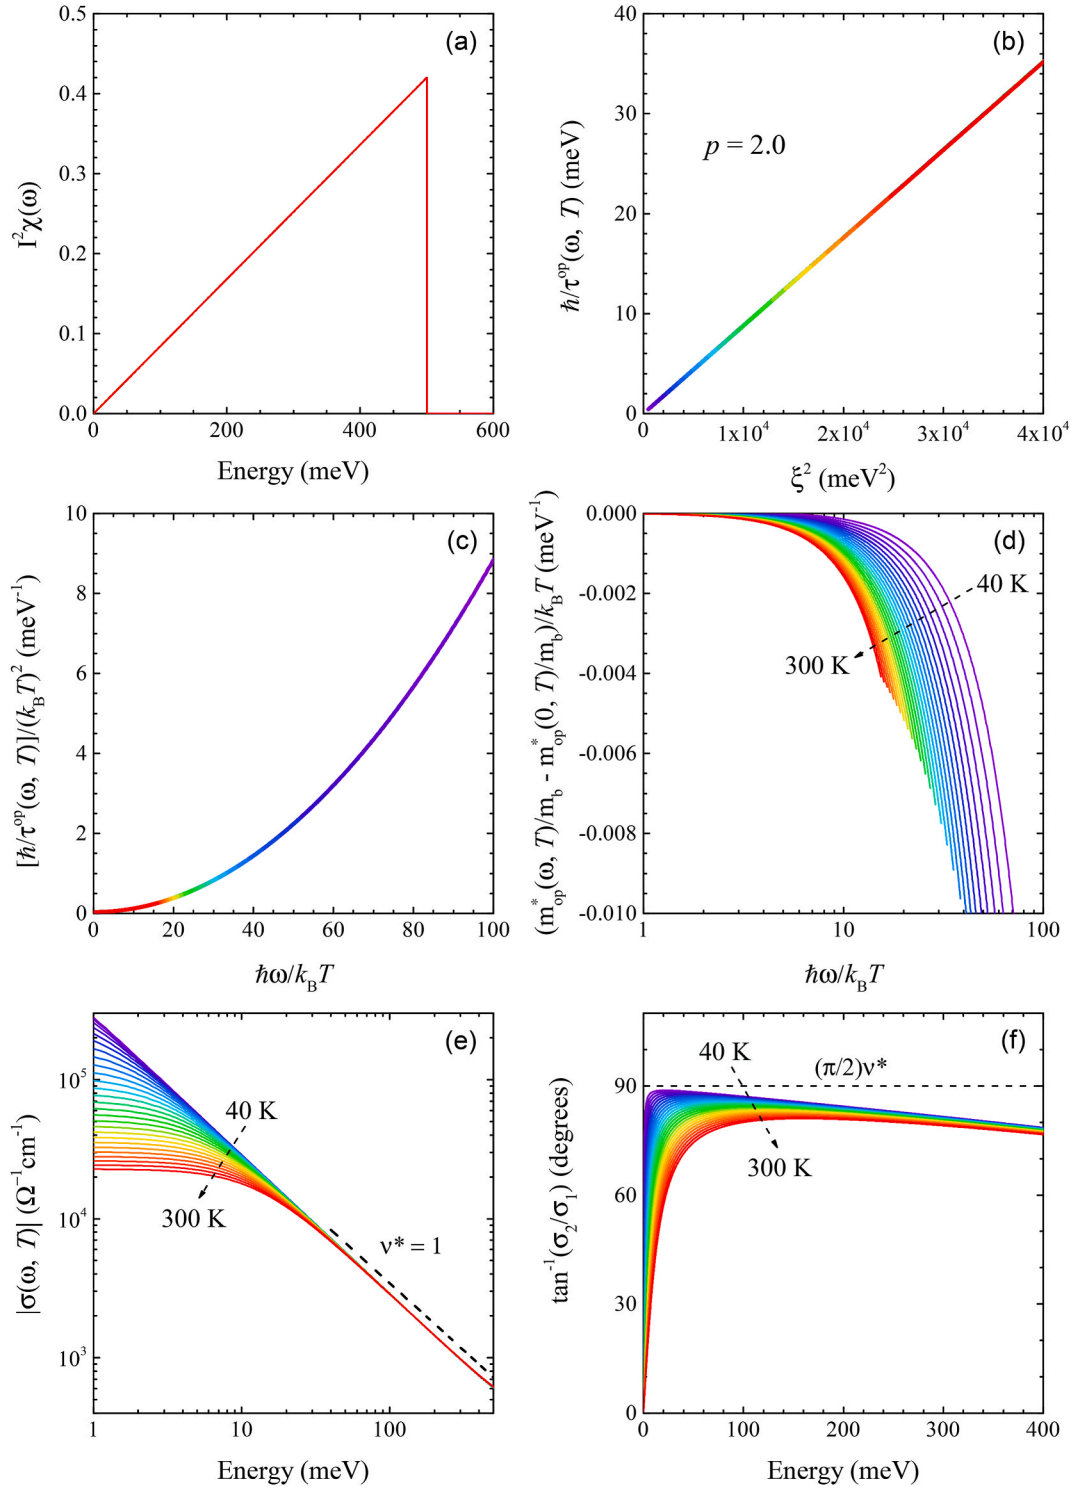 (a)
0.5
0.4
0.3
0.2
0.1
0.0
I²χ(ω)
0 200 400 600
Energy (meV)
(b)
40
30
20
10
0
ħ/τᵒᵖ(ω, T) (meV)
p = 2.0
0 1x10⁴ 2x10⁴ 3x10⁴ 4x10⁴
ξ² (meV²)
(c)
10
8
6
4
2
0
[ħ/τᵒᵖ(ω, T)]/(k_BT)² (meV⁻¹)
0 20 40 60 80 100
ħω/k_BT
(d)
0.000
-0.002
-0.004
-0.006
-0.008
-0.010
(m*_op(ω, T)/m_b - m*_op(0, T)/m_b)/k_BT (meV⁻¹)
40 K
300 K
1 10 100
ħω/k_BT
(e)
10⁵
10⁴
10³
|σ(ω, T)| (Ω⁻¹cm⁻¹)
40 K
300 K
ν* = 1
1 10 100
Energy (meV)
(f)
90
60
30
0
tan⁻¹(σ₂/σ₁) (degrees)
40 K
(π/2)ν*
300 K
0 100 200 300 400
Energy (meV)